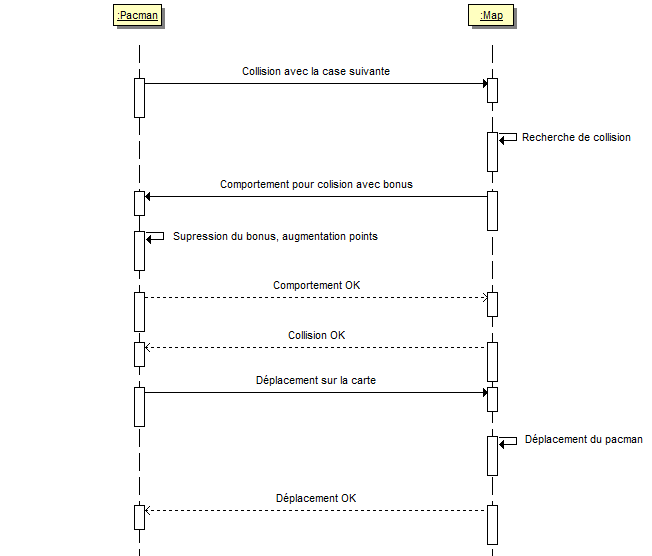 :Pacman
:Map
Collision avec la case suivante
Recherche de collision
Comportement pour colision avec bonus
Supression du bonus, augmentation points
Comportement OK
Collision OK
Déplacement sur la carte
Déplacement du pacman
Déplacement OK